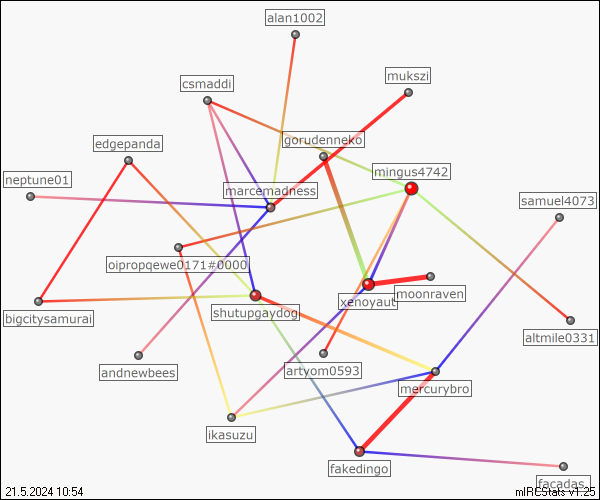 alan1002
mukszi
csmaddi
gorudenneko
edgepanda
mingus4742
neptune01
marcemadness
samuel4073
oipropqewe0171#0000
moonraven
xenoyaut
shutupgaydog
bigcitysamurai
altmile0331
andnewbees
artyom0593
mercurybro
ikasuzu
fakedingo
facadas_
21.5.2024 10:54
mIRCStats v1.25